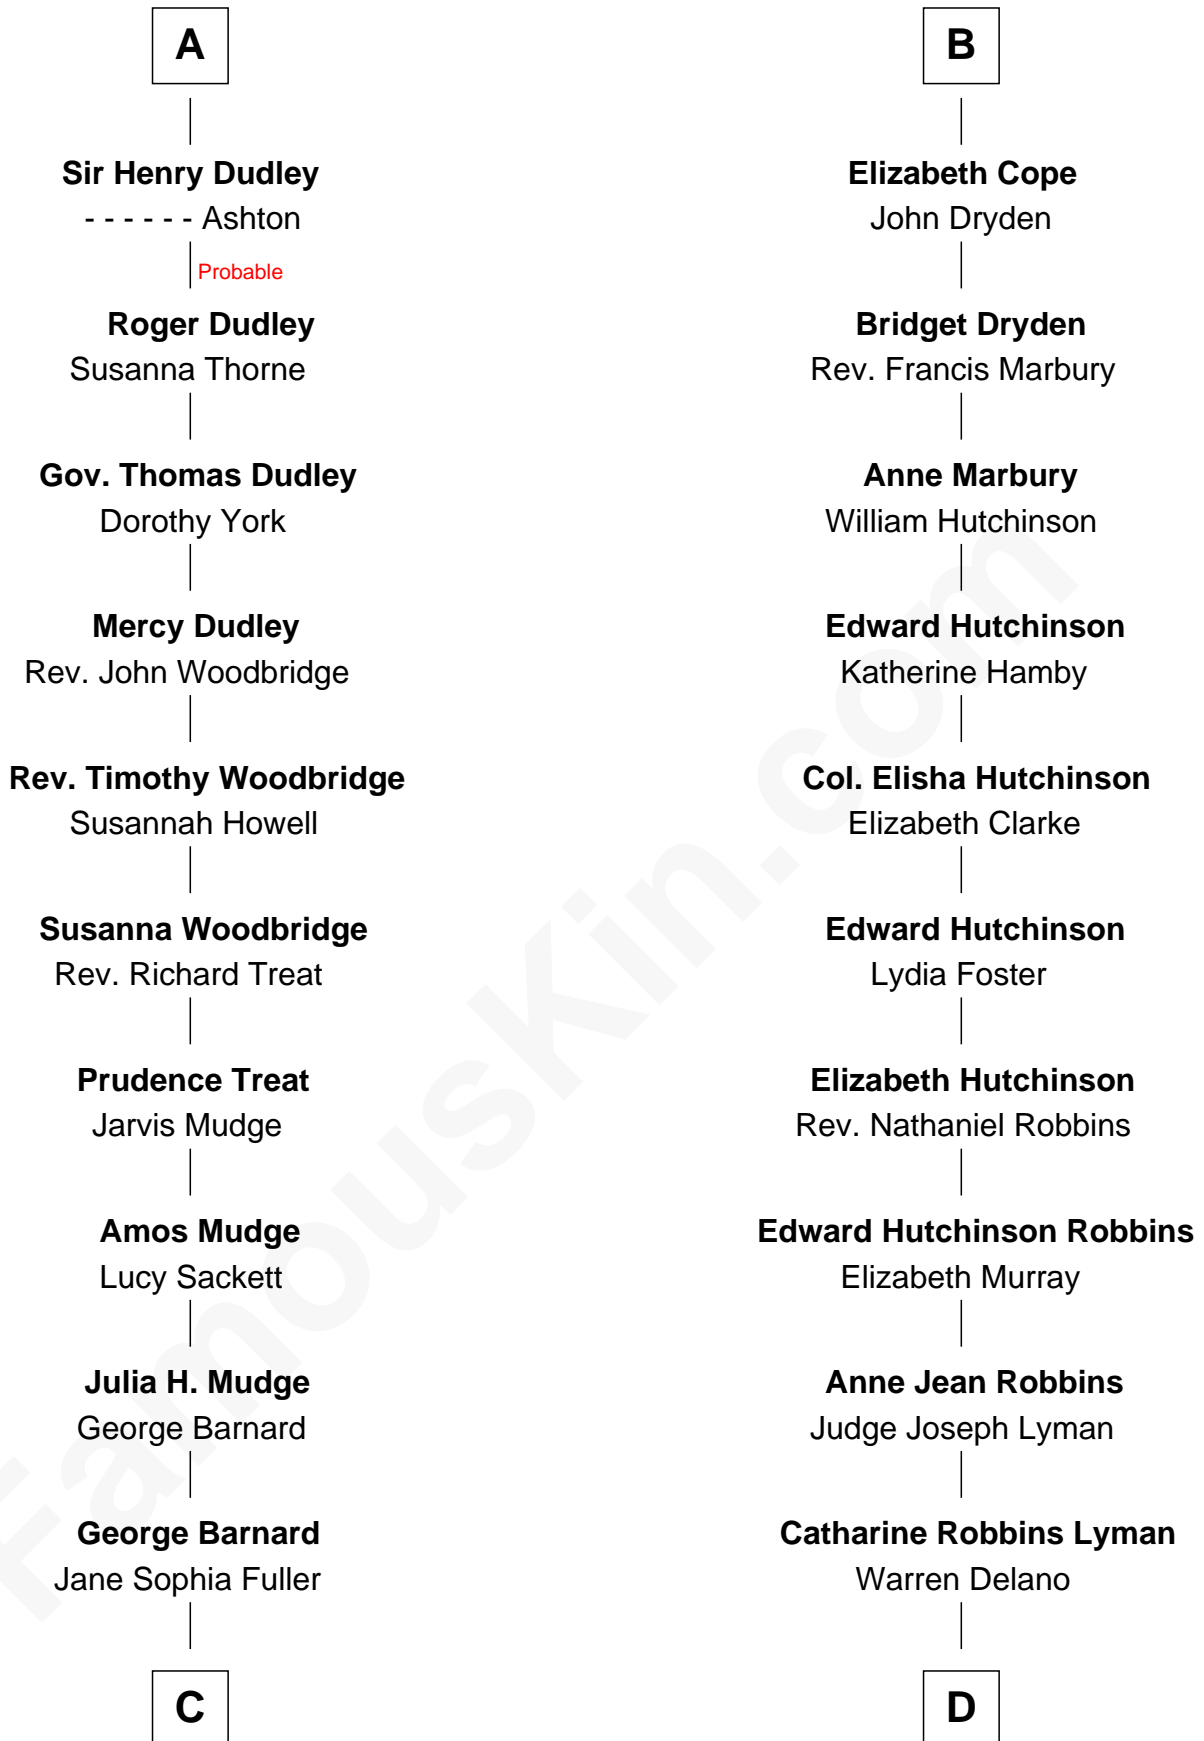 A
Sir Henry Dudley
- - - - - - Ashton
Probable
Roger Dudley
Susanna Thorne
Gov. Thomas Dudley
Dorothy York
Mercy Dudley
Rev. John Woodbridge
Rev. Timothy Woodbridge
Susannah Howell
Susanna Woodbridge
Rev. Richard Treat
Prudence Treat
Jarvis Mudge
Amos Mudge
Lucy Sackett
Julia H. Mudge
George Barnard
George Barnard
Jane Sophia Fuller
C
B
Elizabeth Cope
John Dryden
Bridget Dryden
Rev. Francis Marbury
Anne Marbury
William Hutchinson
Edward Hutchinson
Katherine Hamby
Col. Elisha Hutchinson
Elizabeth Clarke
Edward Hutchinson
Lydia Foster
Elizabeth Hutchinson
Rev. Nathaniel Robbins
Edward Hutchinson Robbins
Elizabeth Murray
Anne Jean Robbins
Judge Joseph Lyman
Catharine Robbins Lyman
Warren Delano
D
FamousKin.com